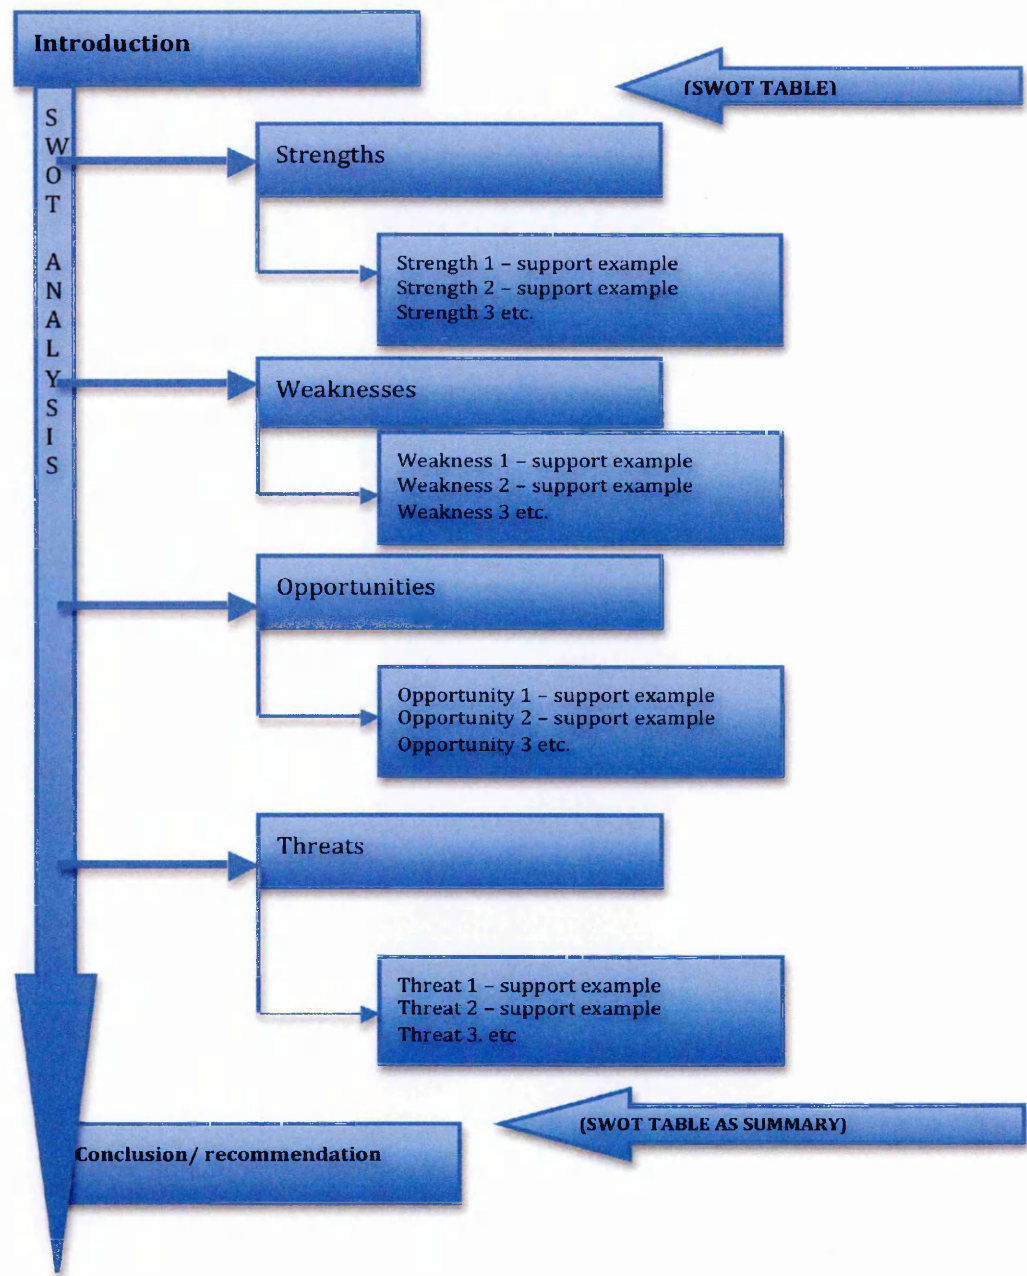 Introduction
(SWOT TABLE)
SWOT ANALYSIS
Strengths
Strength 1 – support example
Strength 2 – support example
Strength 3 etc.
Weaknesses
Weakness 1 – support example
Weakness 2 – support example
Weakness 3 etc.
Opportunities
Opportunity 1 – support example
Opportunity 2 – support example
Opportunity 3 etc.
Threats
Threat 1 – support example
Threat 2 – support example
Threat 3. etc
(SWOT TABLE AS SUMMARY)
Conclusion/ recommendation